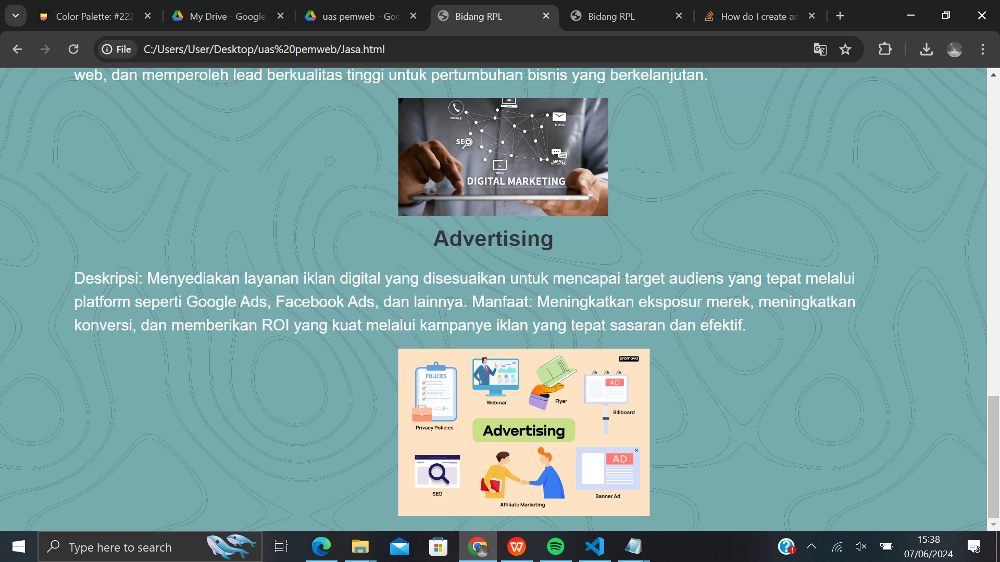 Color Palette: #222
My Drive - Google
uas pemweb - Goo
Bidang RPL
Bidang RPL
How do I create an
File
C:/Users/User/Desktop/uas%20pemweb/Jasa.html
web, dan memperoleh lead berkualitas tinggi untuk pertumbuhan bisnis yang berkelanjutan.
AD
MOBILE
E MAIL
SEO
SOCIAL
NETWORK
VIDEO
DIGITAL MARKETING
Advertising
Deskripsi: Menyediakan layanan iklan digital yang disesuaikan untuk mencapai target audiens yang tepat melalui
platform seperti Google Ads, Facebook Ads, dan lainnya. Manfaat: Meningkatkan eksposur merek, meningkatkan
konversi, dan memberikan ROI yang kuat melalui kampanye iklan yang tepat sasaran dan efektif.
promova
POLICIES
AD
Webinar
Flyer
Billboard
Privacy Policies
Advertising
AD
SEO
Banner Ad
Affiliate Marketing
Type here to search
15:38
07/06/2024